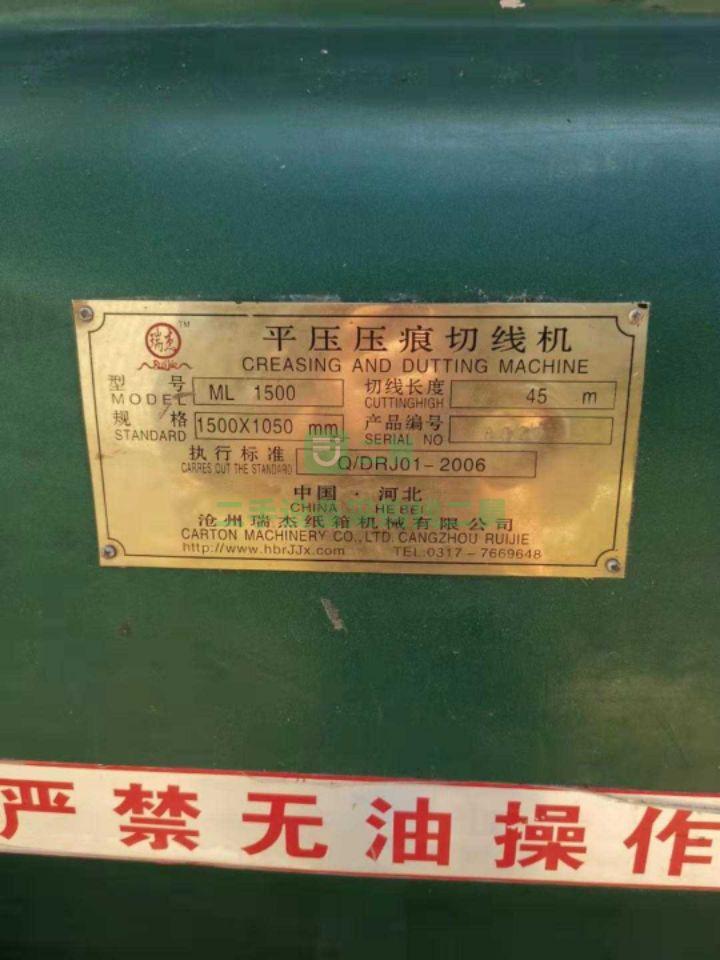 瑞杰 TM
RuiJie
平压压痕切线机
CREASING AND DUTTING MACHINE
型 号 MODEL ML 1500 切线长度 CUTTINGHIGH 45 m
规 格 STANDARD 1500X1050 mm 产品编号 SERIAL NO
执行标准 CARRES OUT THE STANDARD Q/DRJ01-2006
中国·河北
CHINA HE BEI
沧州瑞杰纸箱机械有限公司
CARTON MACHINERY CO.,LTD.CANGZHOU RUIJIE
http://www.hbrJJx.com TEL:0317-7669648
严禁无油操作